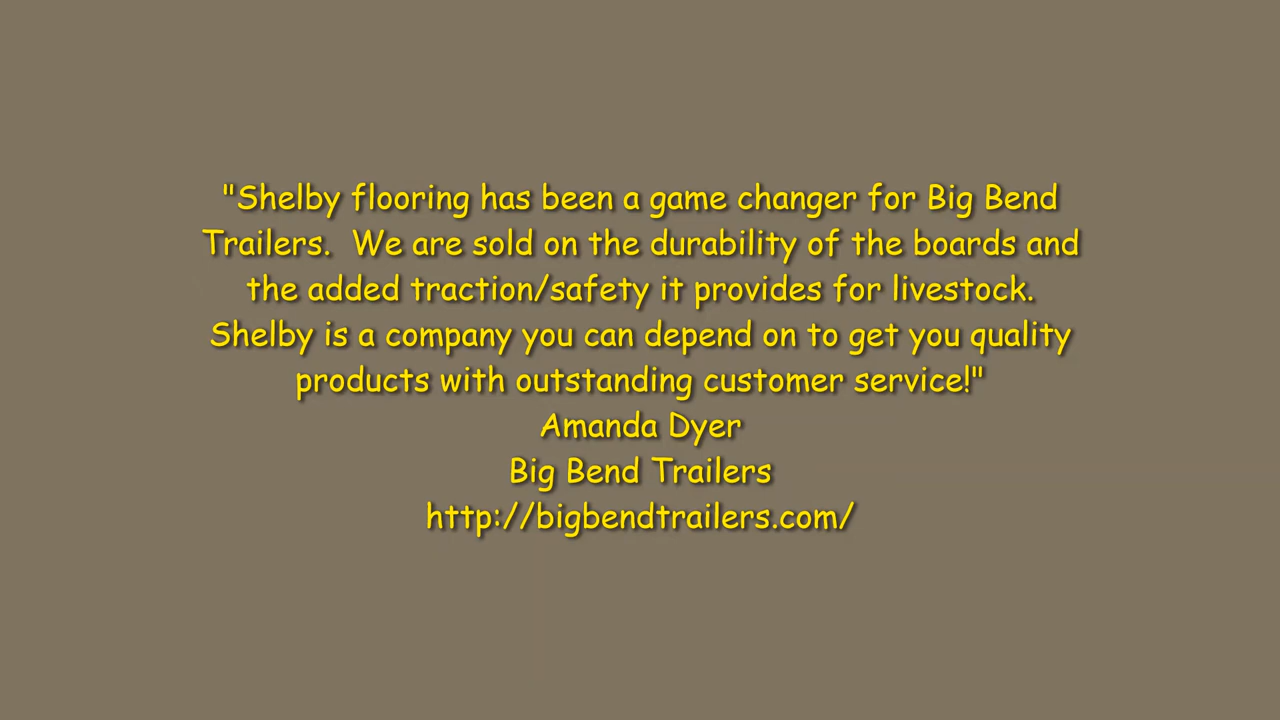 "Shelby flooring has been a game changer for Big Bend
Trailers.  We are sold on the durability of the boards and
the added traction/safety it provides for livestock.
Shelby is a company you can depend on to get you quality
products with outstanding customer service!"
Amanda Dyer
Big Bend Trailers
http://bigbendtrailers.com/